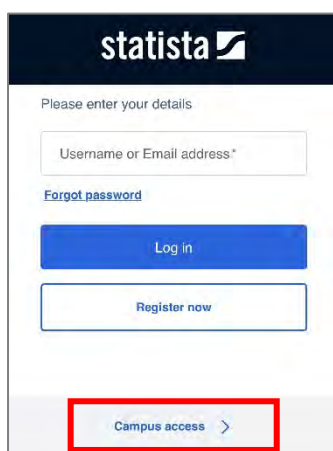 statista
Please enter your details
Username or Email address*
Forgot password
Log in
Register now
Campus access